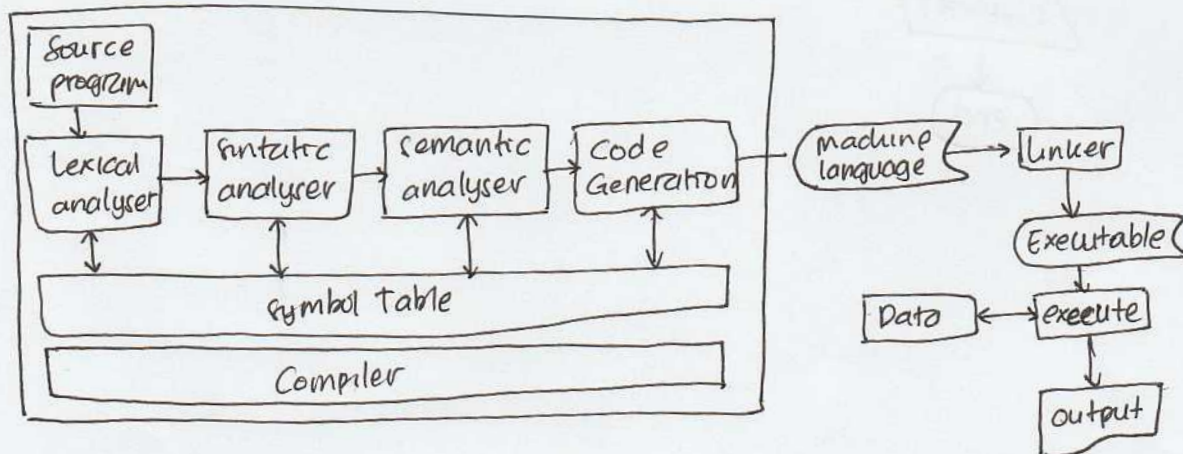 Source
program
Lexical
analyser
sintatic
analyser
semantic
analyser
Code
Generation
machine
language
linker
Executable
Data
execute
output
symbol Table
Compiler